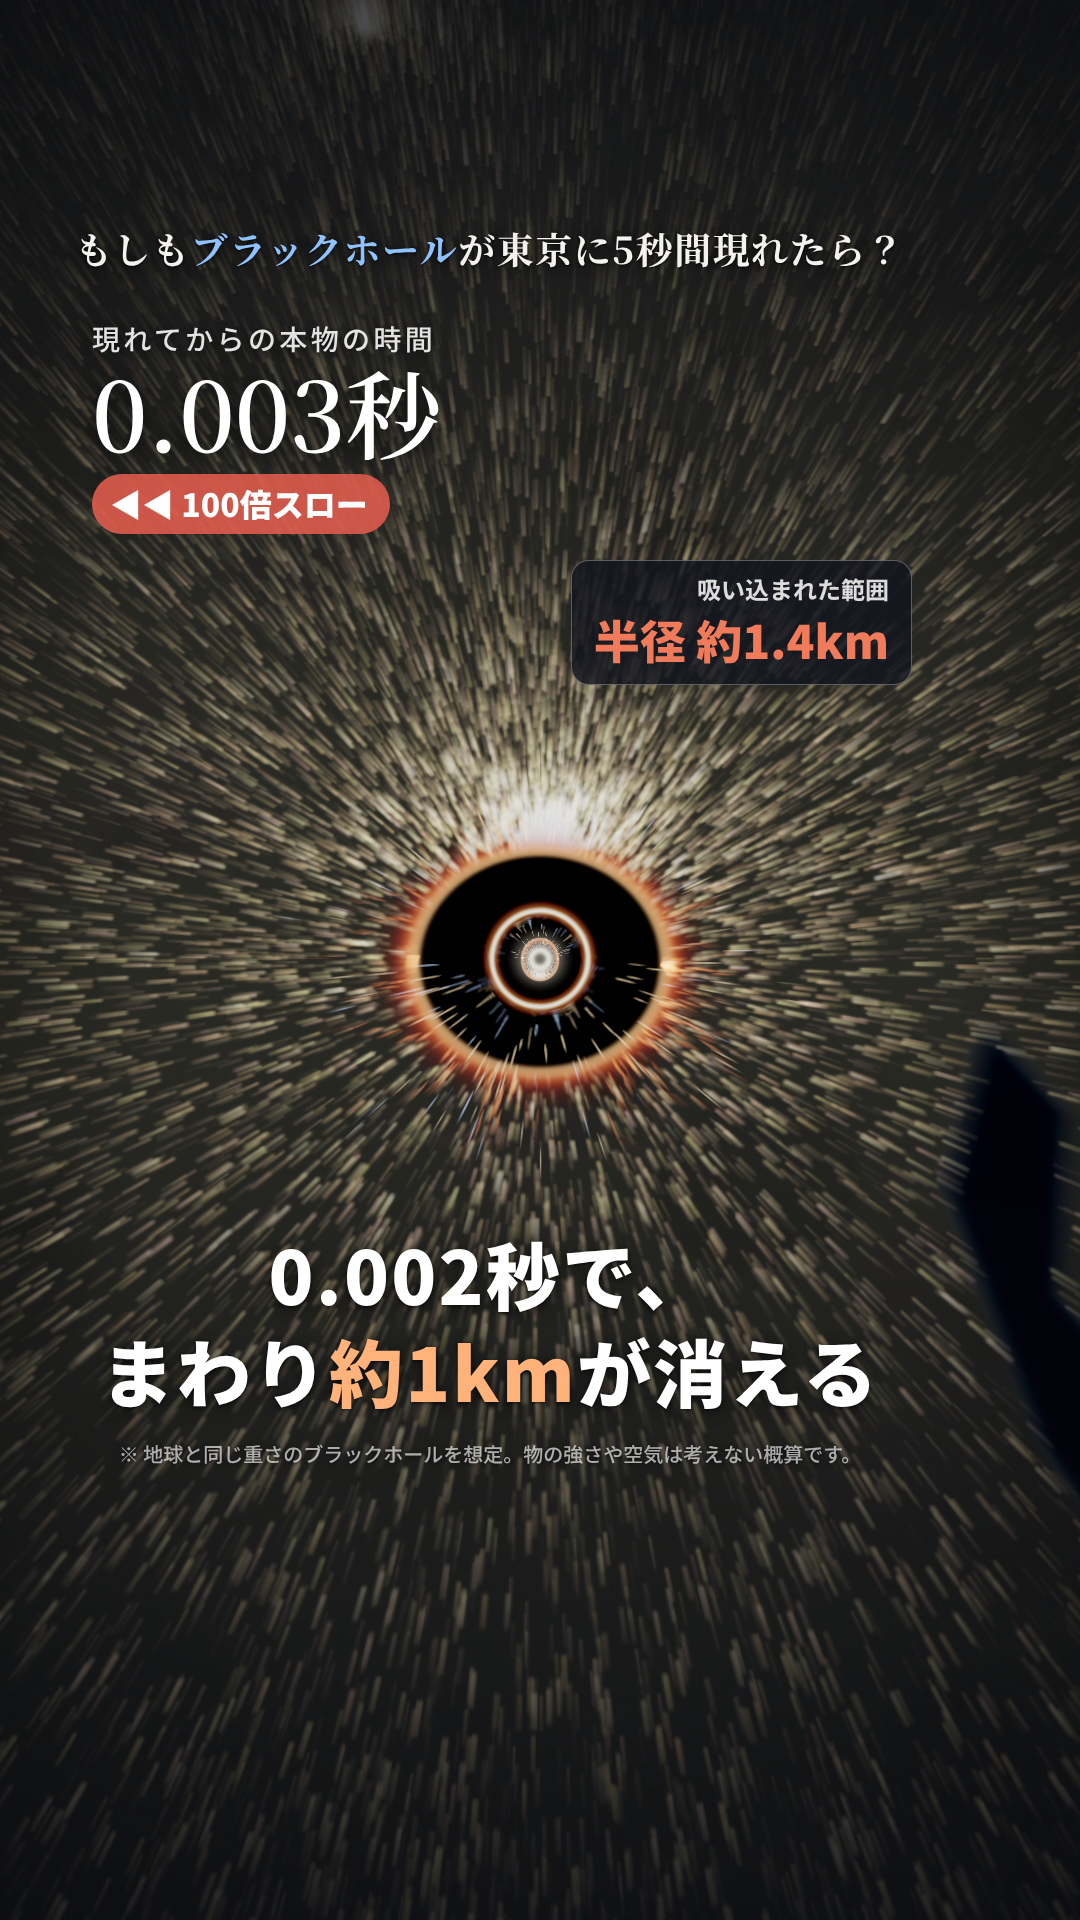 もしもブラックホールが東京に5秒間現れたら？
現れてからの本物の時間
0.003秒
◀◀ 100倍スロー
吸い込まれた範囲
半径 約1.4km
0.002秒で、
まわり約1kmが消える
※ 地球と同じ重さのブラックホールを想定。物の強さや空気は考えない概算です。